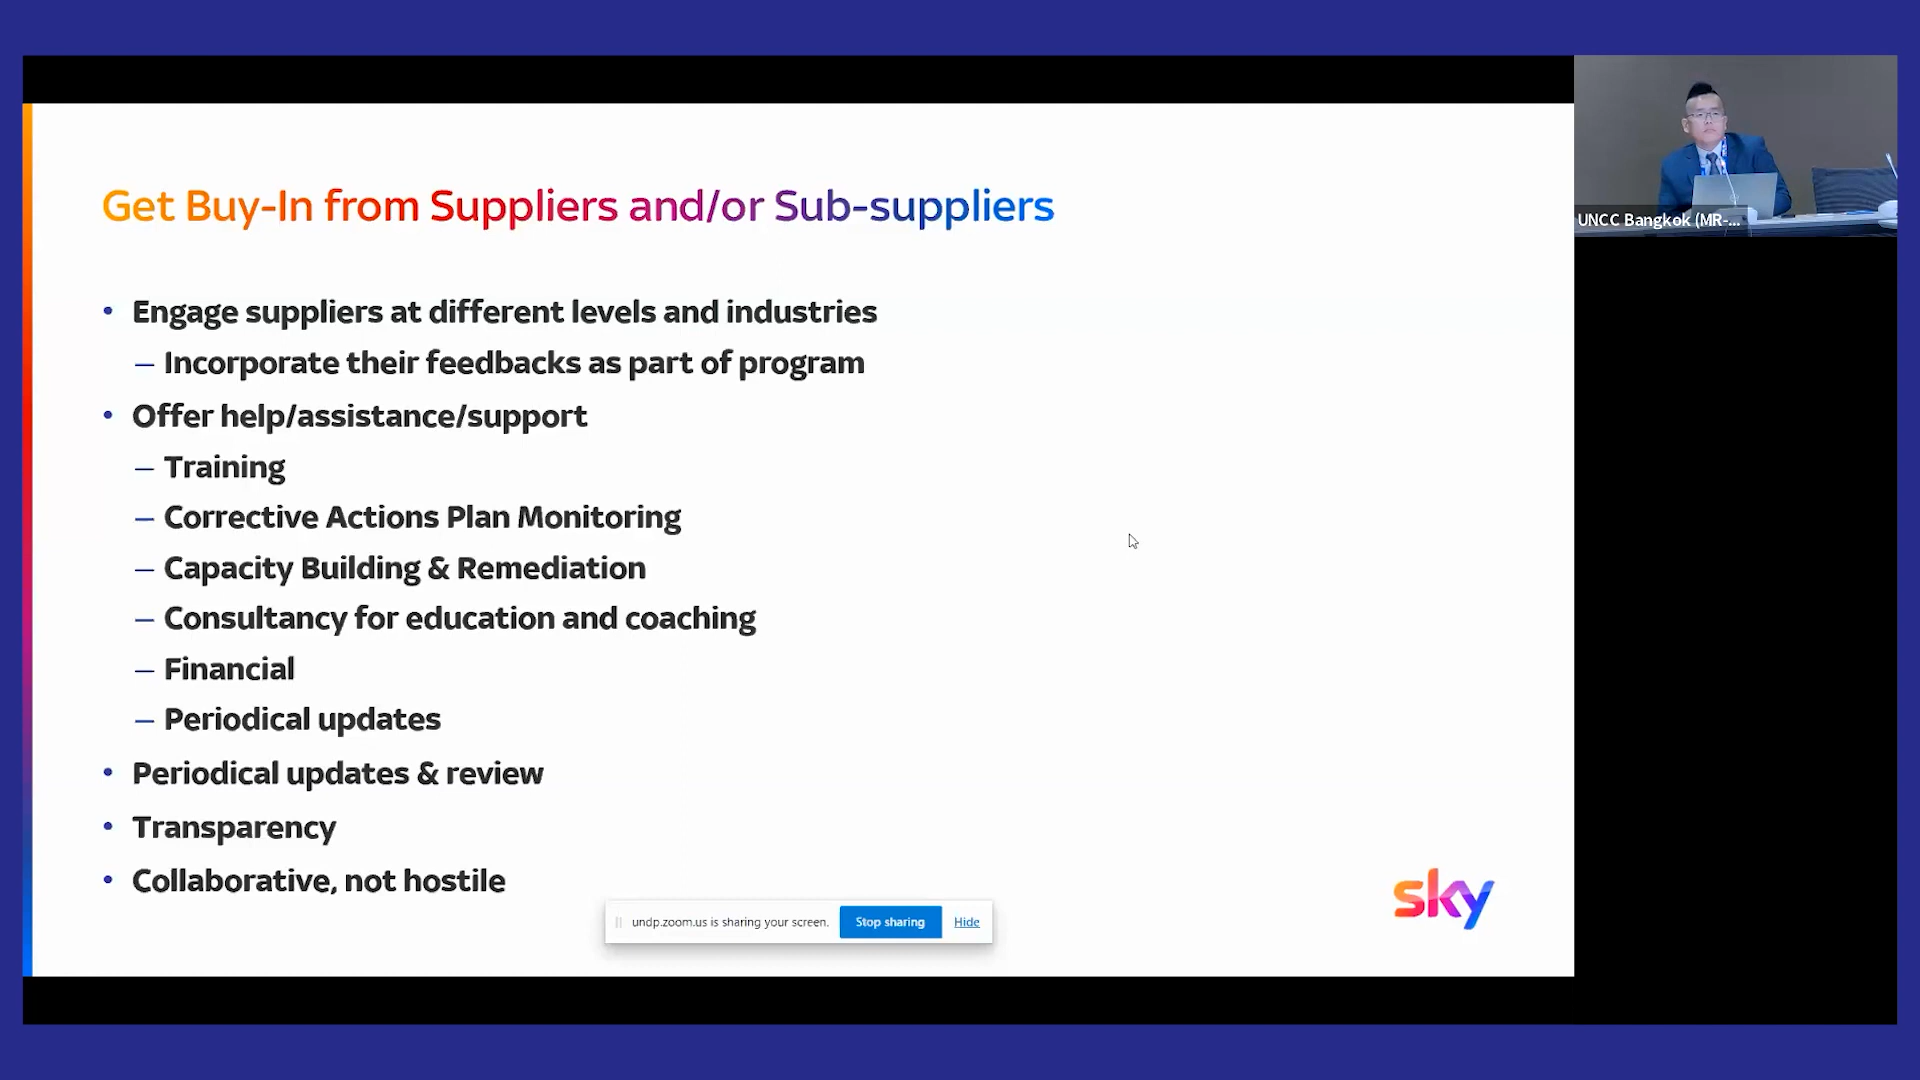 Get Buy-In from Suppliers and/or Sub-suppliers
• Engage suppliers at different levels and industries
– Incorporate their feedbacks as part of program
• Offer help/assistance/support
– Training
– Corrective Actions Plan Monitoring
– Capacity Building & Remediation
– Consultancy for education and coaching
– Financial
– Periodical updates
• Periodical updates & review
• Transparency
• Collaborative, not hostile
undp.zoom.us is sharing your screen. Stop sharing Hide
sky
UNCC Bangkok (MR-...